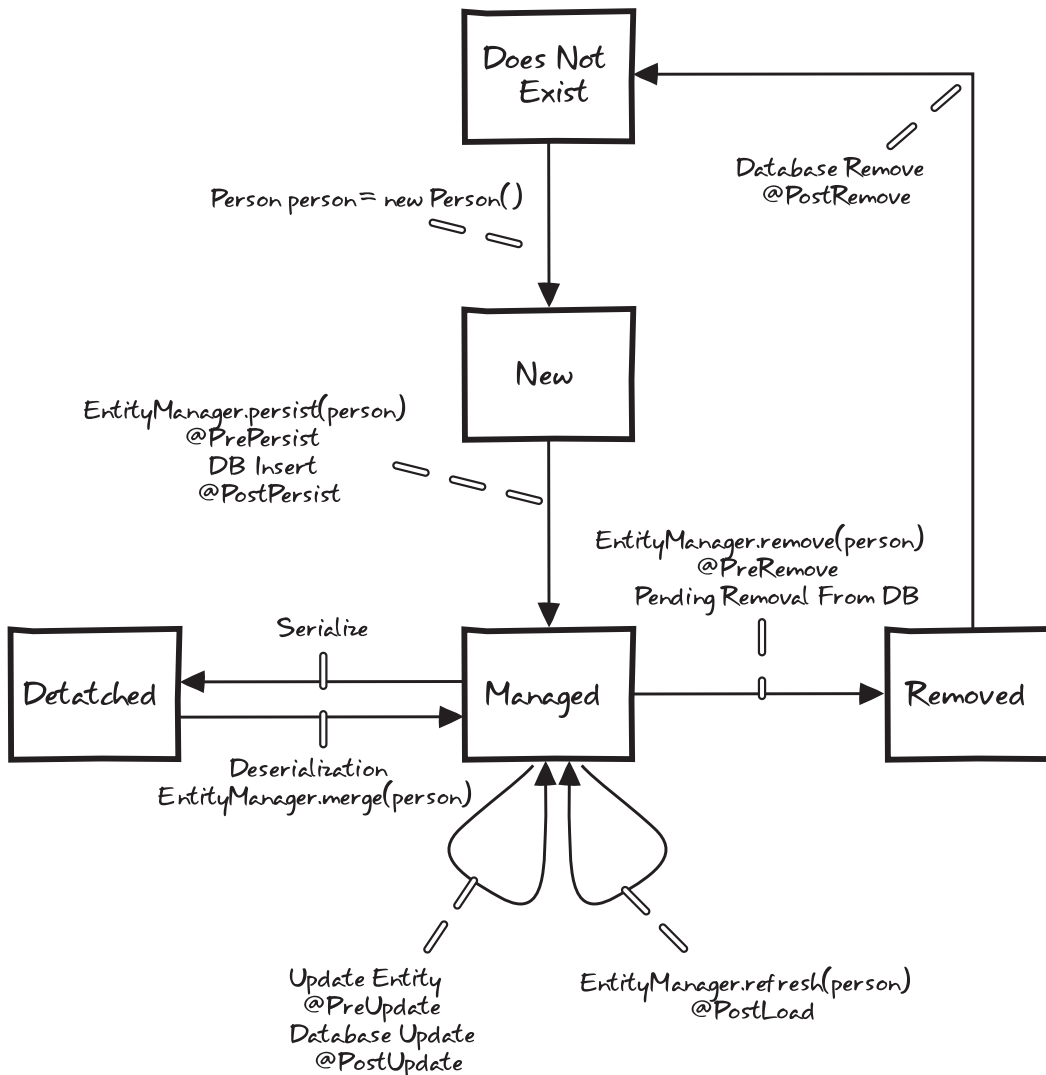 Does Not
Exist
Database Remove
@PostRemove
Person person= new Person()
New
EntityManager.persist(person)
@PrePersist
DB Insert
@PostPersist
EntityManager.remove(person)
@PreRemove
Pending Removal From DB
Serialize
Detatched
Managed
Removed
Deserialization
EntityManager.merge(person)
Update Entity
@PreUpdate
Database Update
@PostUpdate
EntityManager.refresh(person)
@PostLoad